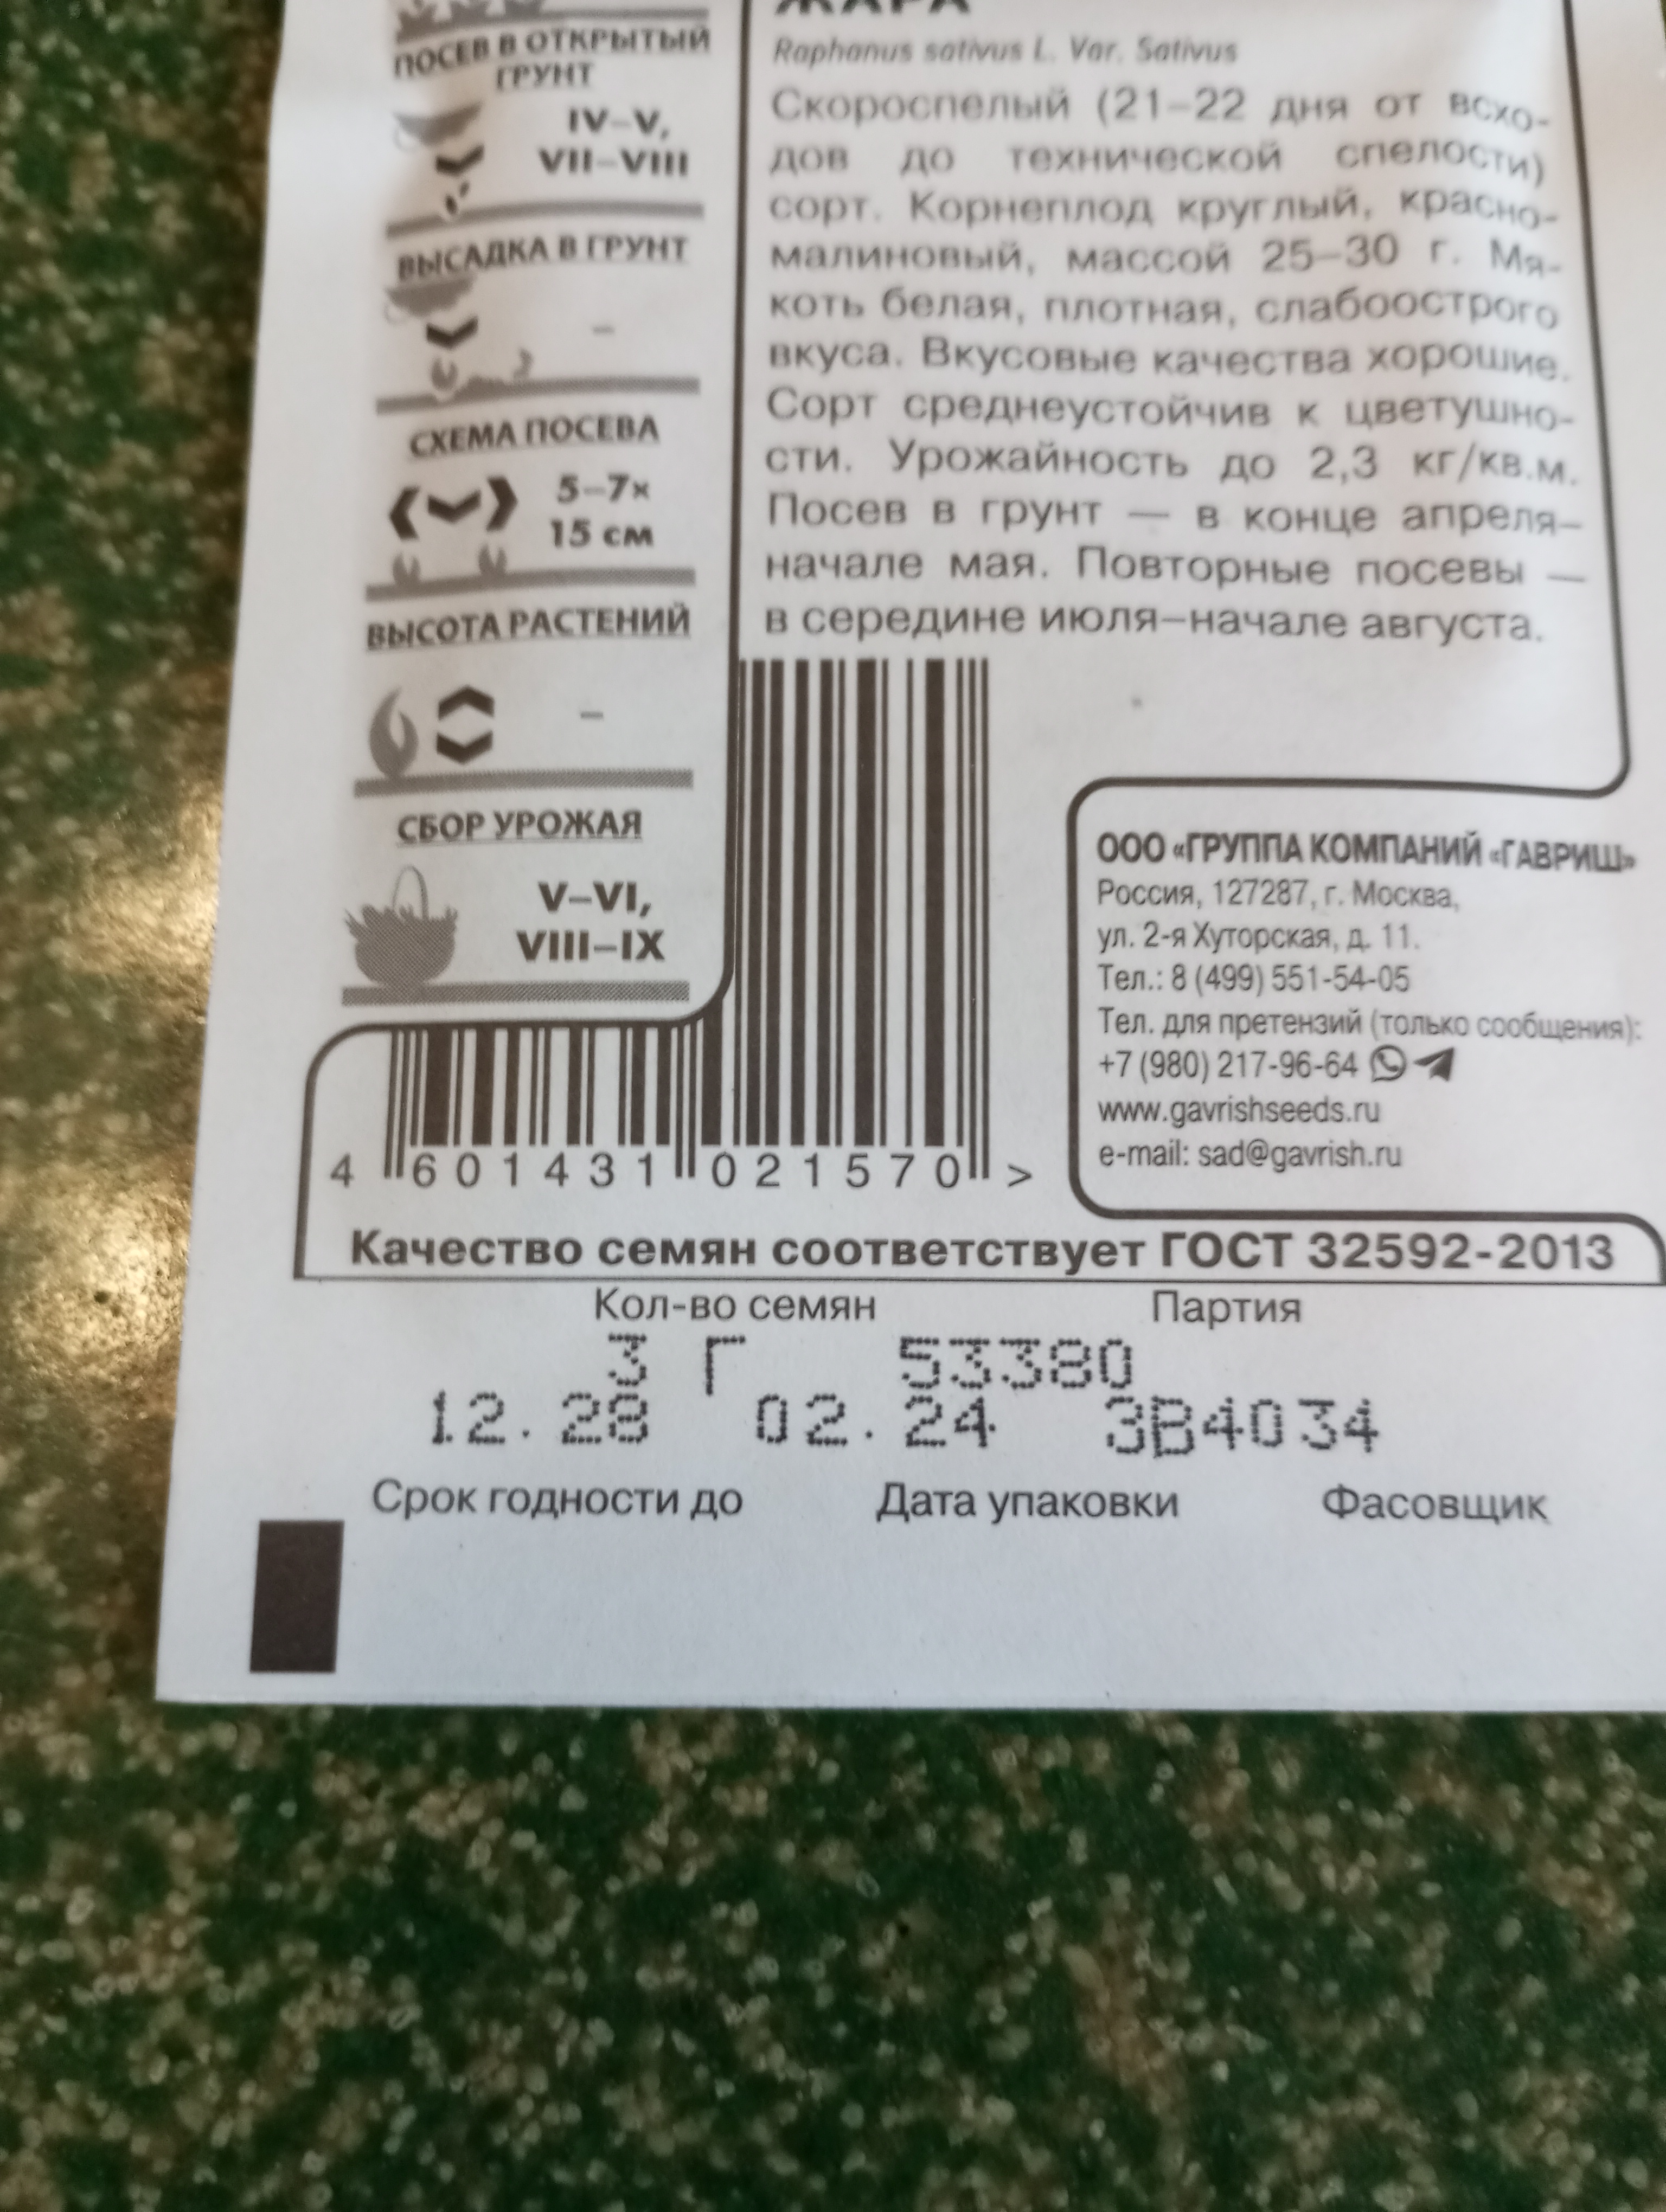 ПОСЕВ В ОТКРЫТЫЙ
ГРУНТ
IV–V,
VII–VIII
ВЫСАДКА В ГРУНТ
–
СХЕМА ПОСЕВА
5–7×
15 см
ВЫСОТА РАСТЕНИЙ
–
СБОР УРОЖАЯ
V–VI,
VIII–IX
ЖАРА
Raphanus sativus L. Var. Sativus
Скороспелый (21–22 дня от всхо-
дов до технической спелости)
сорт. Корнеплод круглый, красно-
малиновый, массой 25–30 г. Мя-
коть белая, плотная, слабоострого
вкуса. Вкусовые качества хорошие.
Сорт среднеустойчив к цветушно-
сти. Урожайность до 2,3 кг/кв.м.
Посев в грунт — в конце апреля–
начале мая. Повторные посевы —
в середине июля–начале августа.
ООО «ГРУППА КОМПАНИЙ «ГАВРИШ»
Россия, 127287, г. Москва,
ул. 2-я Хуторская, д. 11.
Тел.: 8 (499) 551-54-05
Тел. для претензий (только сообщения):
+7 (980) 217-96-64
www.gavrishseeds.ru
e-mail: sad@gavrish.ru
4 601431 021570 >
Качество семян соответствует ГОСТ 32592-2013
Кол-во семян Партия
3 Г 53380
12.28 02.24 3В4034
Срок годности до Дата упаковки Фасовщик